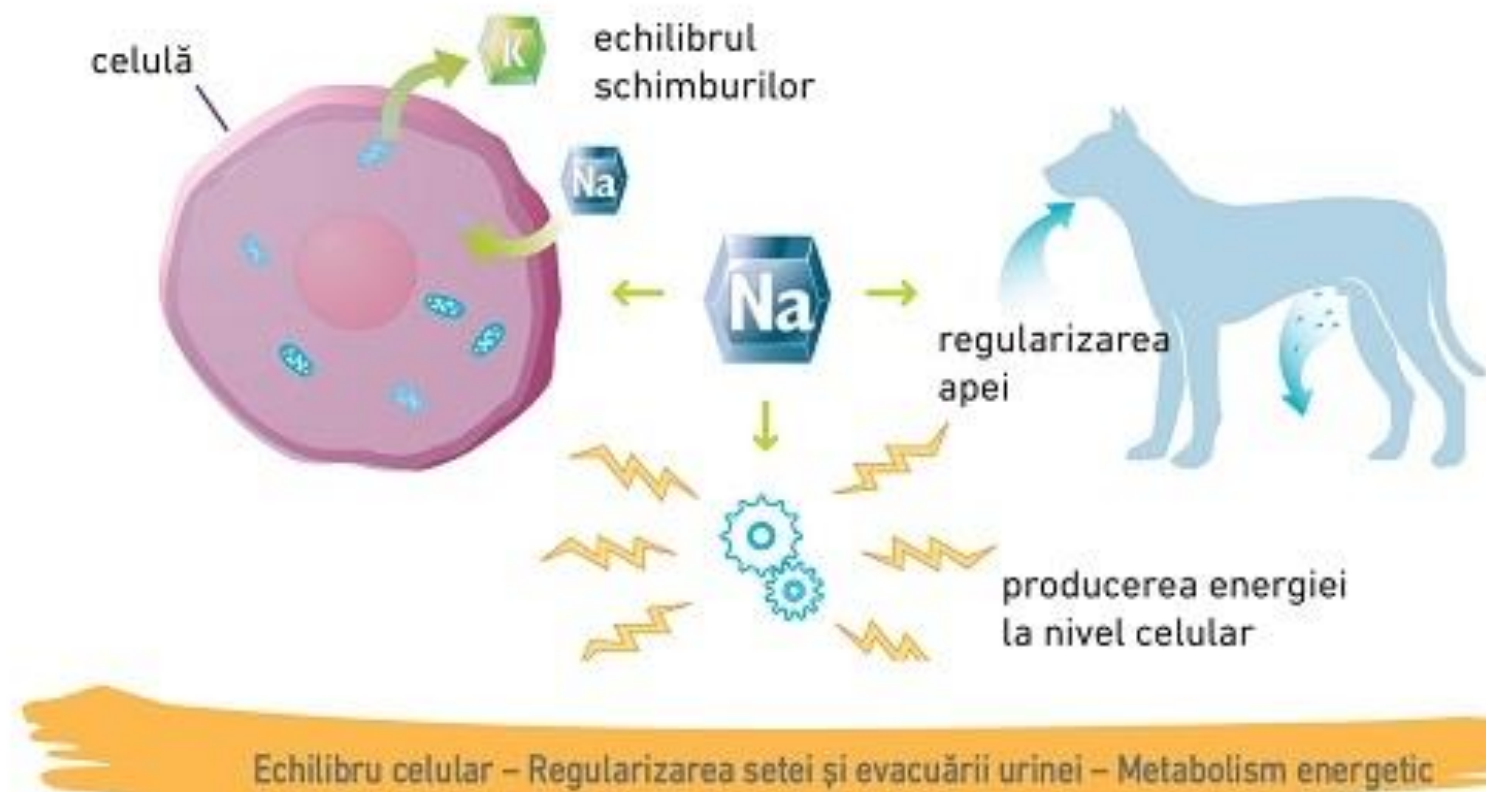 celulă
K
echilibrul
schimburilor
Na
Na
regularizarea
apei
producerea energiei
la nivel celular
Echilibru celular – Regularizarea setei și evacuării urinei – Metabolism energetic